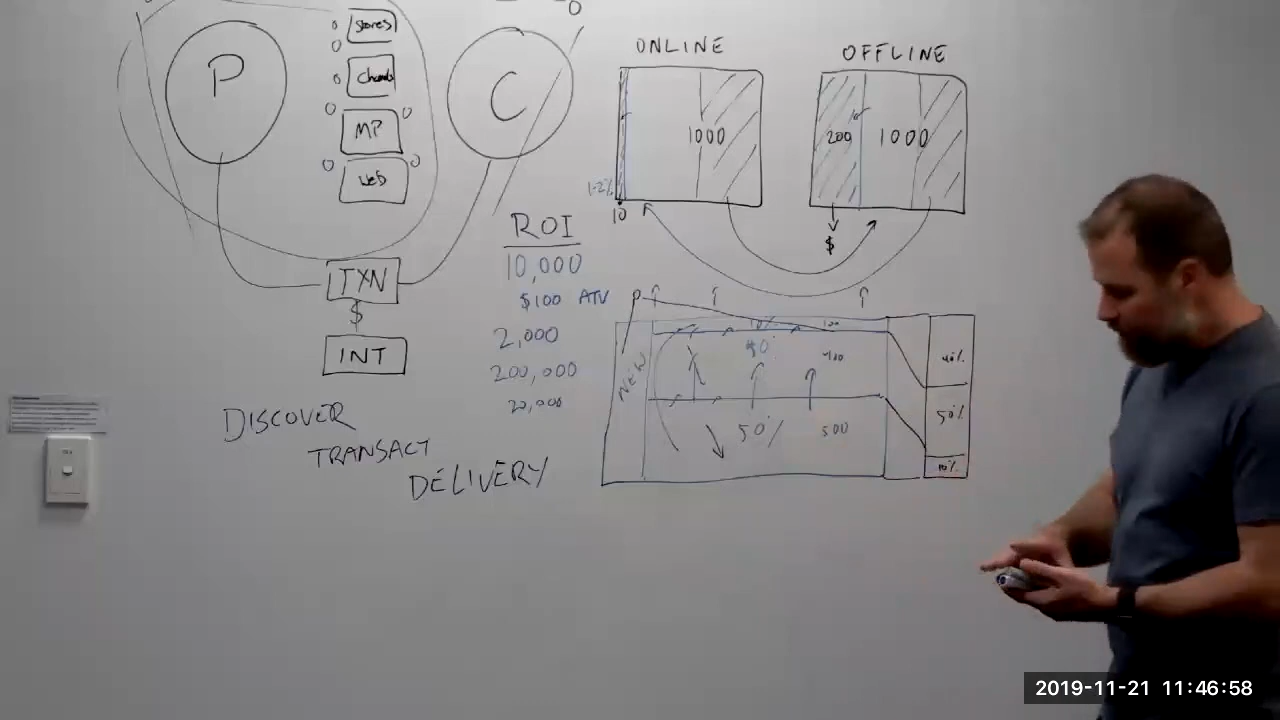 P
Stores
MP
Web
C
TXN
$
INT
DISCOVER
TRANSACT
DELIVERY
ROI
10,000
$100 ATV
2,000
200,000
20,000
ONLINE
1000
1-2%
10
OFFLINE
200 1000
$
P
NEW
10% 100
400
50% 500
40%
50%
10%
2019-11-21 11:46:58